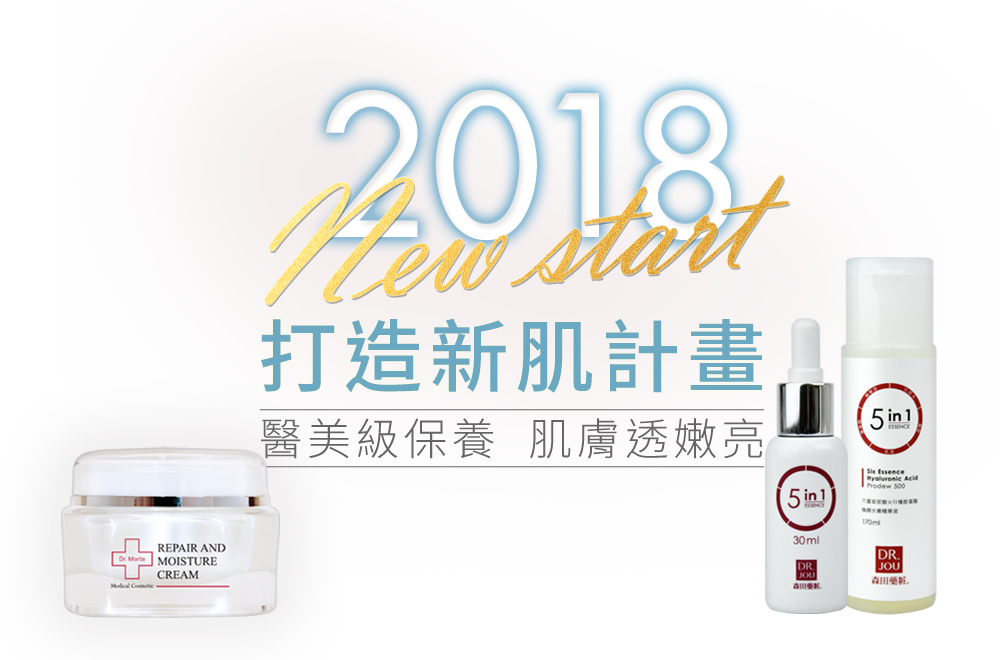 2018
New start
打造新肌計畫
醫美級保養 肌膚透嫩亮
Dr. Morita
REPAIR AND
MOISTURE
CREAM
Medical Cosmetic
5 in 1
ESSENCE
30ml
DR.
JOU
森田藥粧
5 in 1
ESSENCE
Six Essence
Hyaluronic Acid
Prodew 500
170ml
DR.
JOU
森田藥粧